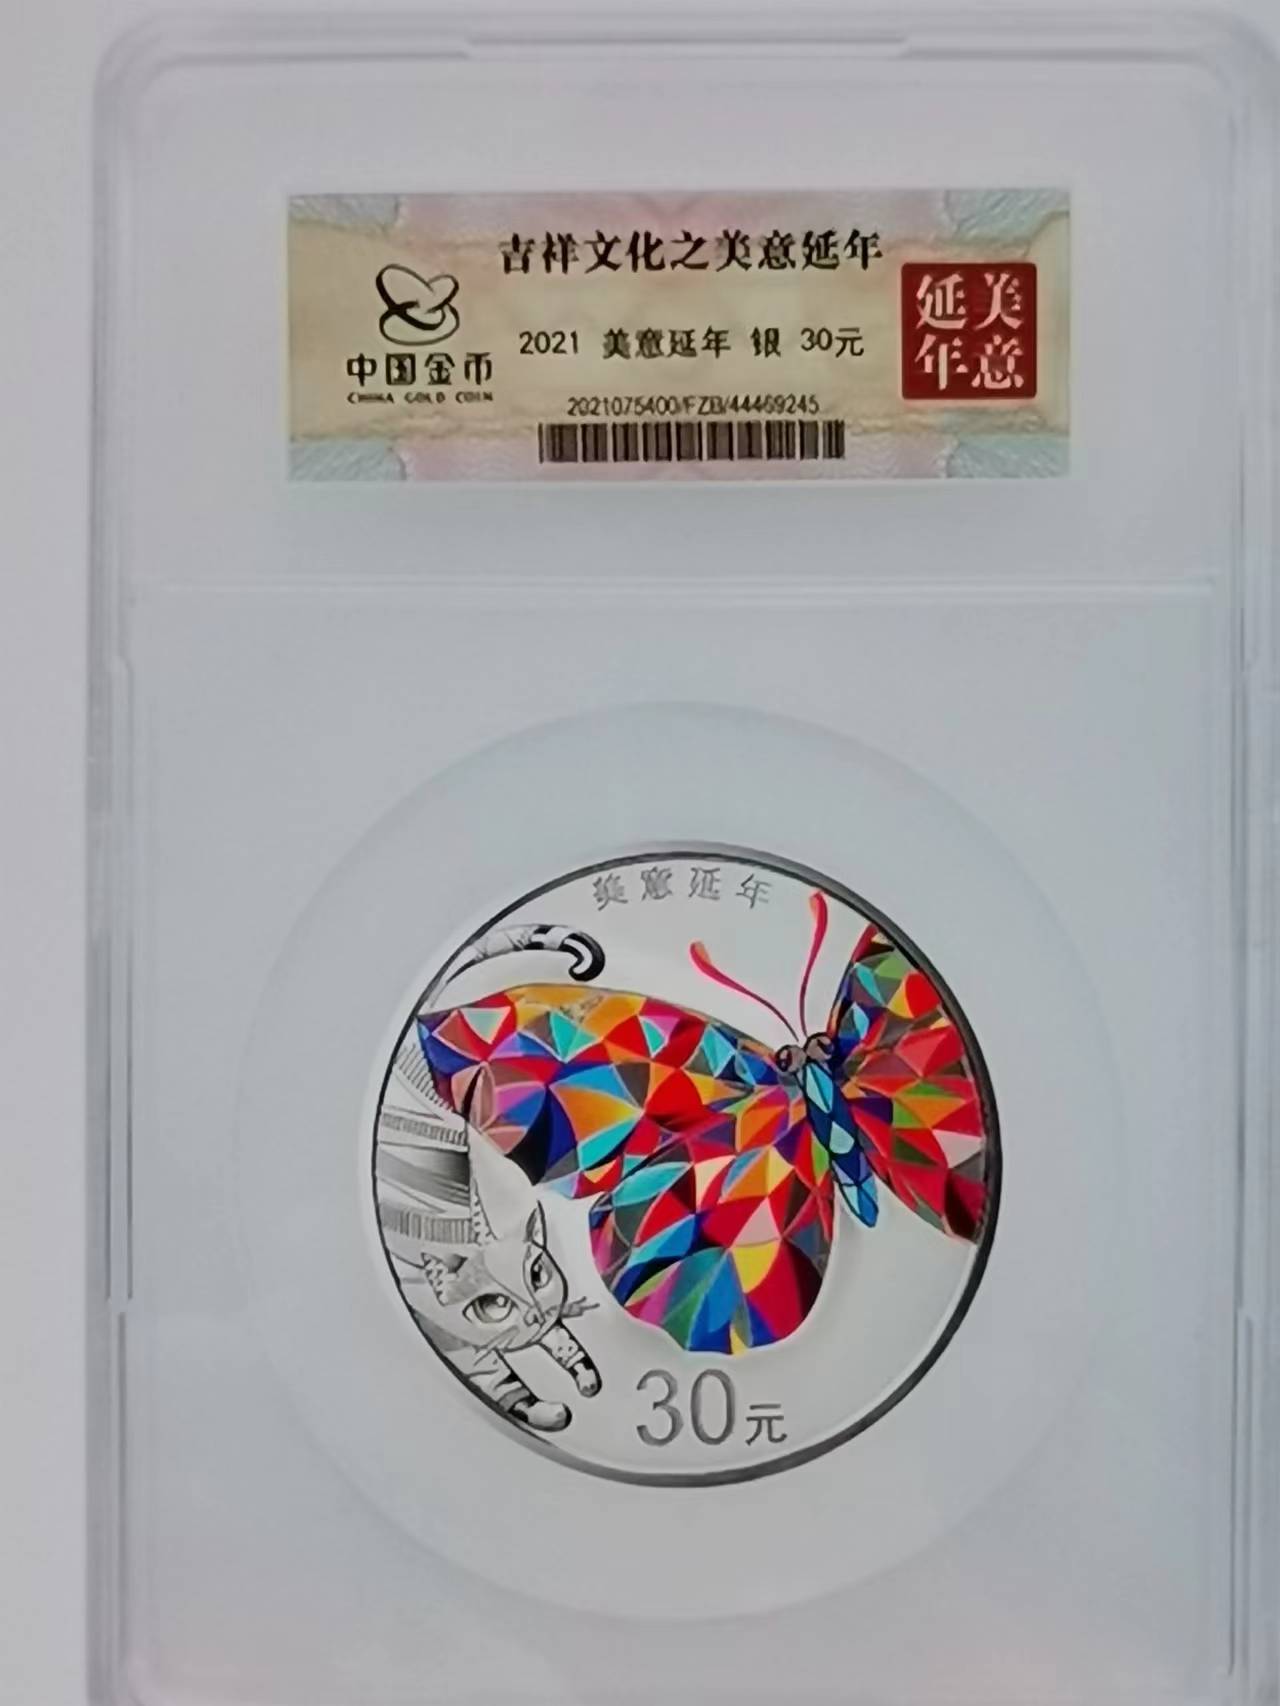 吉祥文化之美意延年
中国金币
CHINA GOLD COIN
2021 美意延年 银 30元
2021075400/FZB/44469245
美意
延年
美意延年
30元